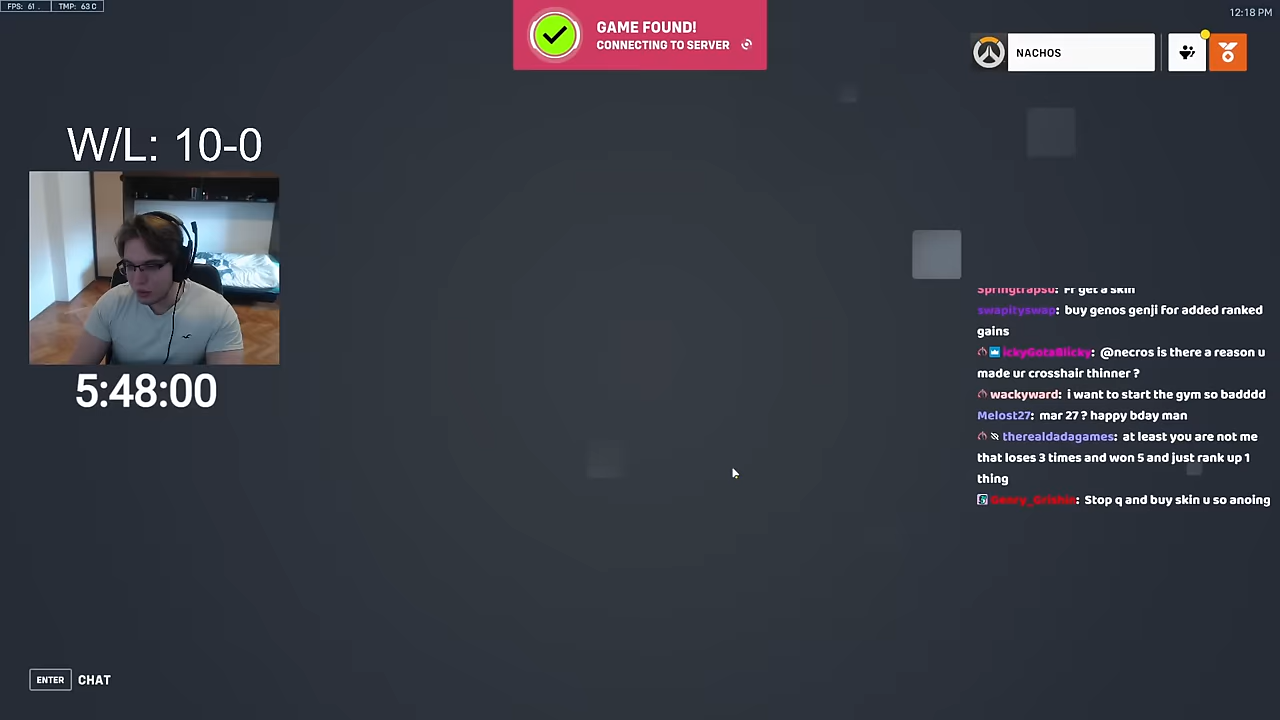 FPS: 61
TMP: 63 C
12:18 PM
GAME FOUND!
CONNECTING TO SERVER
NACHOS
W/L: 10-0
5:48:00
Springtrapsu: Fr get a skin
swapityswap: buy genos genji for added ranked
gains
IckyGotaBlicky: @necros is there a reason u
made ur crosshair thinner ?
wackyward: i want to start the gym so badddd
Melost27: mar 27 ? happy bday man
therealdadagames: at least you are not me
that loses 3 times and won 5 and just rank up 1
thing
Genry_Grishin: Stop q and buy skin u so anoing
ENTER CHAT